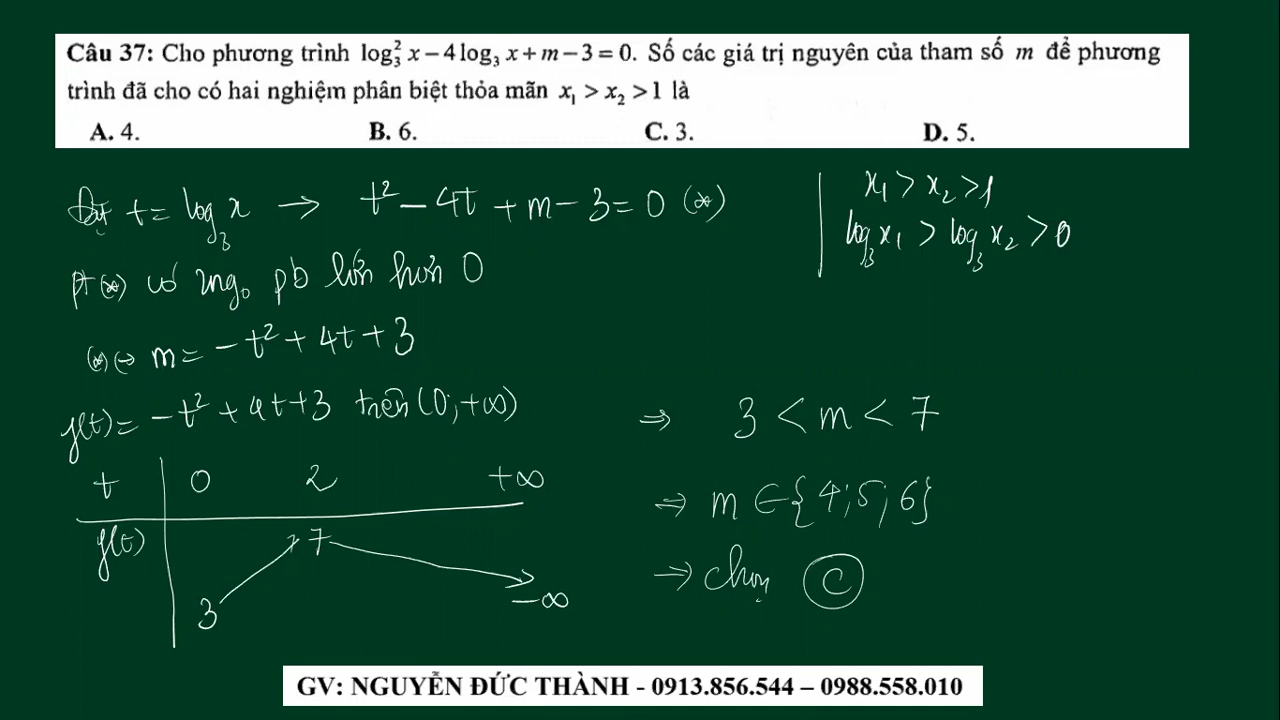 Câu 37: Cho phương trình log₃² x − 4 log₃ x + m − 3 = 0. Số các giá trị nguyên của tham số m để phương
trình đã cho có hai nghiệm phân biệt thỏa mãn x₁ > x₂ > 1 là
A. 4. B. 6. C. 3. D. 5.
Đặt t = log₃ x → t² − 4t + m − 3 = 0 (*)
x₁ > x₂ > 1
log₃ x₁ > log₃ x₂ > 0
pt (*) có 2 ng₀ pb lớn hơn 0
(*) ⇔ m = −t² + 4t + 3
f(t) = −t² + 4t + 3 trên (0; +∞)
t 0 2 +∞
f(t) 3 7 −∞
⇒ 3 < m < 7
⇒ m ∈ {4; 5; 6}
⇒ chọn C
GV: NGUYỄN ĐỨC THÀNH - 0913.856.544 – 0988.558.010